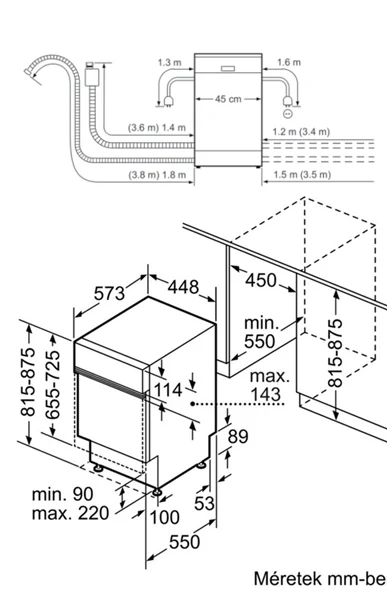 1.3 m
1.6 m
45 cm
(3.6 m) 1.4 m
1.2 m (3.4 m)
(3.8 m) 1.8 m
1.5 m (3.5 m)
573
448
450
min.
550
815-875
655-725
815-875
114
max.
143
89
min. 90
max. 220
100
53
550
Méretek mm-be